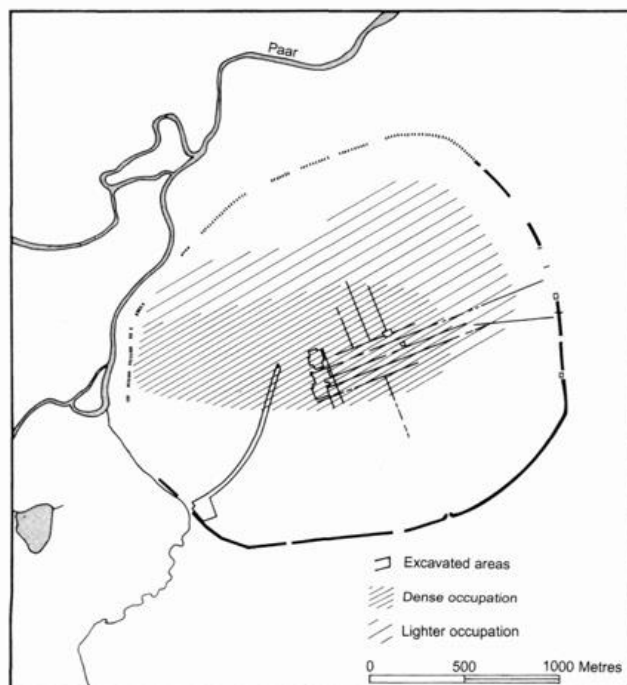 Paar
Excavated areas
Dense occupation
Lighter occupation
0 500 1000 Metres